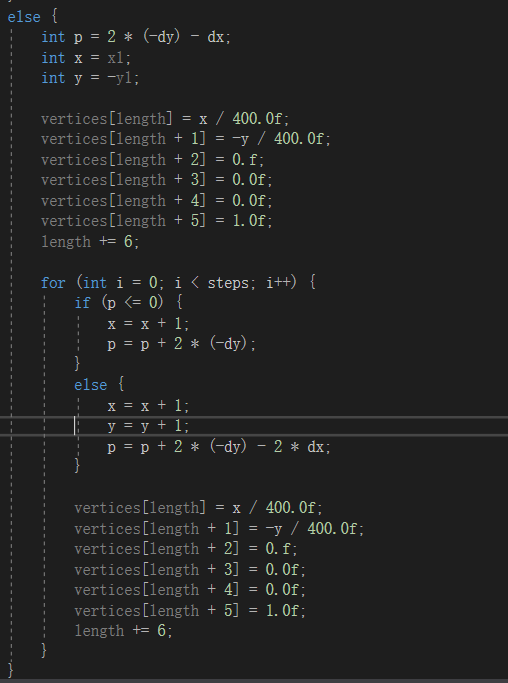 else {
    int p = 2 * (-dy) - dx;
    int x = x1;
    int y = -y1;

    vertices[length] = x / 400.0f;
    vertices[length + 1] = -y / 400.0f;
    vertices[length + 2] = 0.f;
    vertices[length + 3] = 0.0f;
    vertices[length + 4] = 0.0f;
    vertices[length + 5] = 1.0f;
    length += 6;

    for (int i = 0; i < steps; i++) {
        if (p <= 0) {
            x = x + 1;
            p = p + 2 * (-dy);
        }
        else {
            x = x + 1;
            y = y + 1;
            p = p + 2 * (-dy) - 2 * dx;
        }

        vertices[length] = x / 400.0f;
        vertices[length + 1] = -y / 400.0f;
        vertices[length + 2] = 0.f;
        vertices[length + 3] = 0.0f;
        vertices[length + 4] = 0.0f;
        vertices[length + 5] = 1.0f;
        length += 6;
    }
}